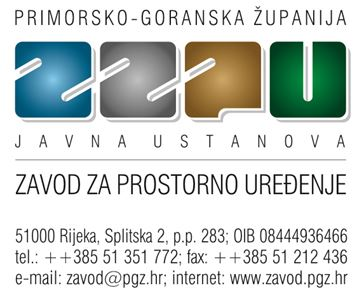 PRIMORSKO-GORANSKA ŽUPANIJA
zzpu
JAVNA USTANOVA
ZAVOD ZA PROSTORNO UREĐENJE
51000 Rijeka, Splitska 2, p.p. 283; OIB 08444936466
tel.: ++385 51 351 772; fax: ++385 51 212 436
e-mail: zavod@pgz.hr; internet: www.zavod.pgz.hr